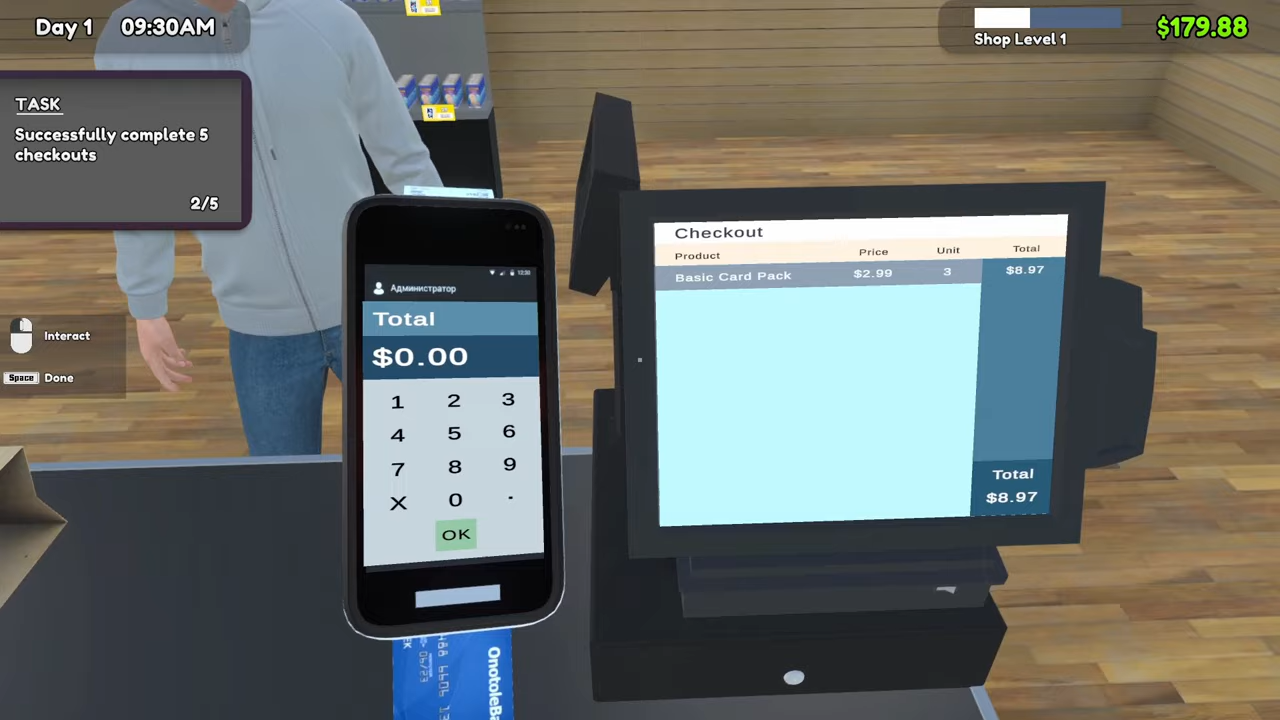 Day 1 09:30AM
Shop Level 1
$179.88
TASK
Successfully complete 5
checkouts
2/5
Interact
Space Done
Администратор
Total
$0.00
1 2 3
4 5 6
7 8 9
X 0 .
OK
Checkout
Product Price Unit Total
Basic Card Pack $2.99 3 $8.97
Total
$8.97
OnotoleBa